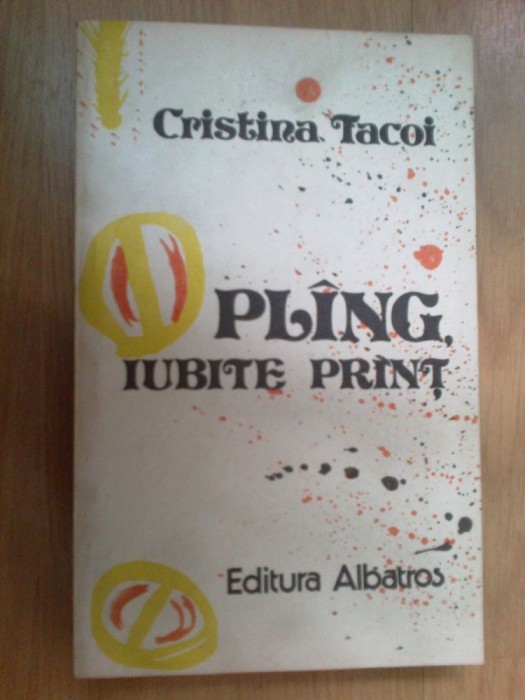 Cristina Tacoi
PLÎNG,
IUBITE PRINȚ
Editura Albatros